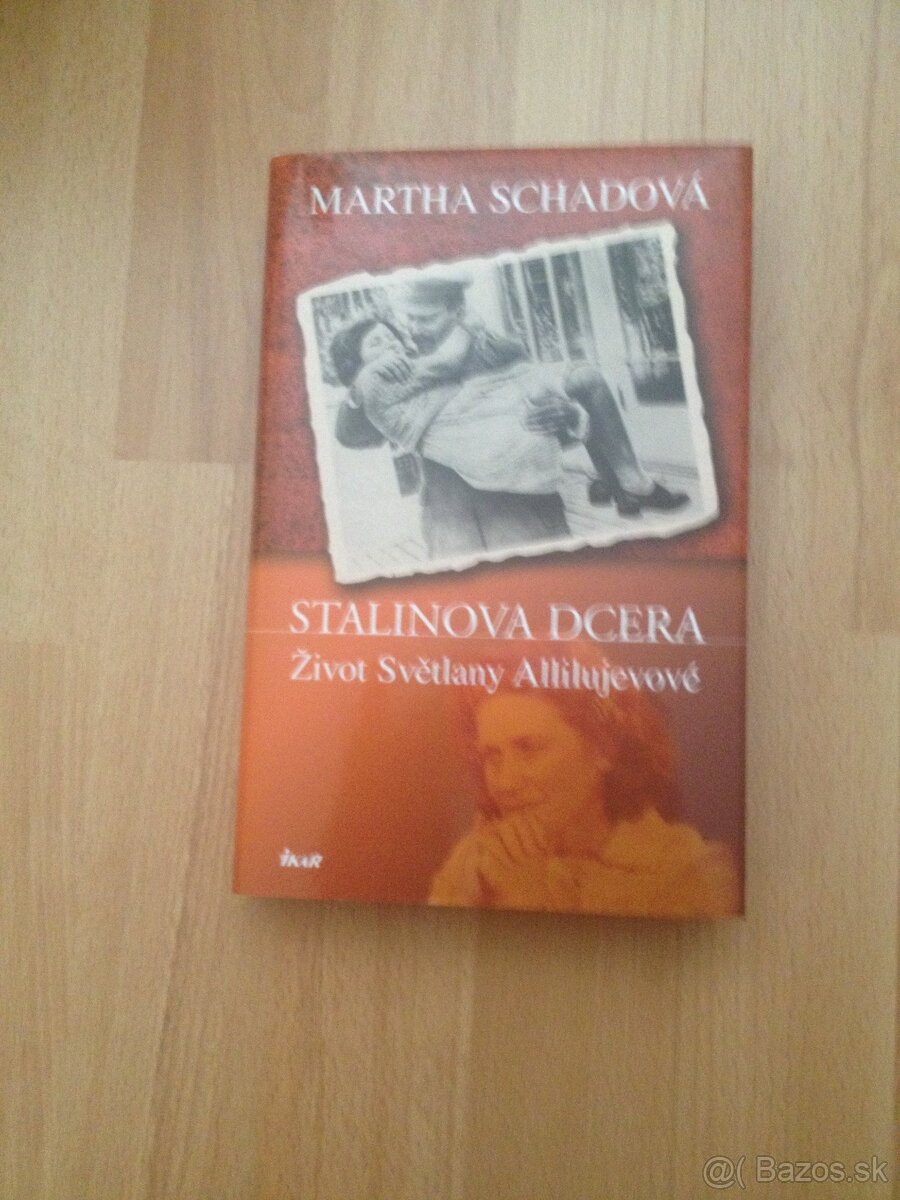 MARTHA SCHADOVÁ
STALINOVA DCERA
Život Světlany Allilujevové
IKAR
@( Bazos.sk